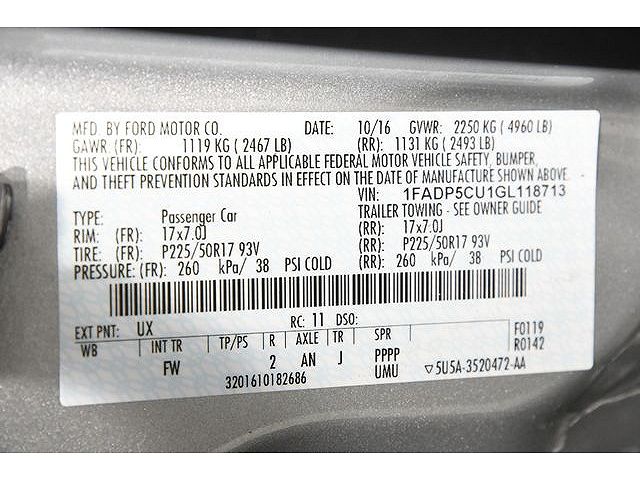 MFD. BY FORD MOTOR CO. DATE: 10/16 GVWR: 2250 KG ( 4960 LB)
GAWR: (FR): 1119 KG ( 2467 LB) (RR): 1131 KG ( 2493 LB)
THIS VEHICLE CONFORMS TO ALL APPLICABLE FEDERAL MOTOR VEHICLE SAFETY, BUMPER,
AND THEFT PREVENTION STANDARDS IN EFFECT ON THE DATE OF MANUFACTURE SHOWN ABOVE.
VIN: 1FADP5CU1GL118713
TYPE: Passenger Car TRAILER TOWING - SEE OWNER GUIDE
RIM: (FR): 17x7.0J (RR): 17x7.0J
TIRE: (FR): P225/50R17 93V (RR): P225/50R17 93V
PRESSURE: (FR): 260 kPa/ 38 PSI COLD (RR): 260 kPa/ 38 PSI COLD
EXT PNT: UX RC: 11 DSO: F0119
WB INT TR TP/PS R AXLE TR SPR R0142
FW 2 AN J PPPP
UMU ▽5U5A-3520472-AA
3201610182686